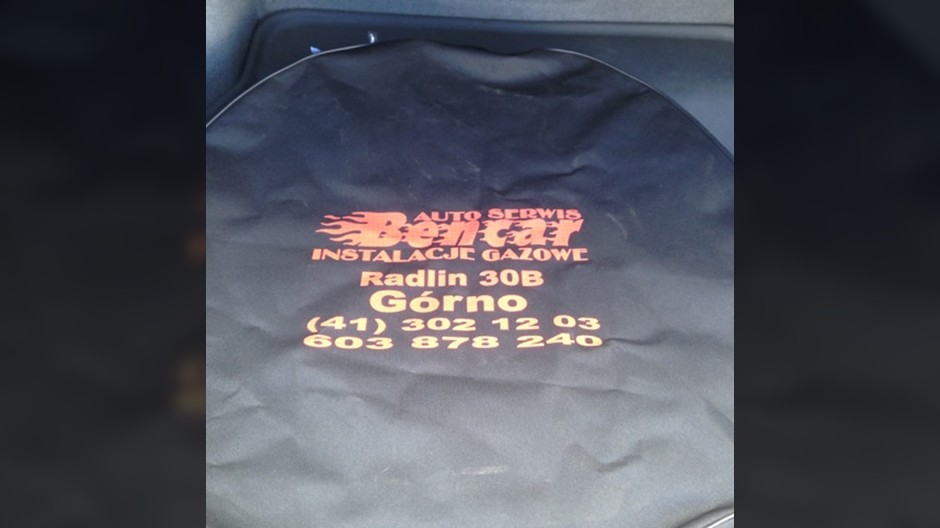 AUTO SERWIS
Bencar
INSTALACJE GAZOWE
Radlin 30B
Górno
(41) 302 12 03
603 878 240